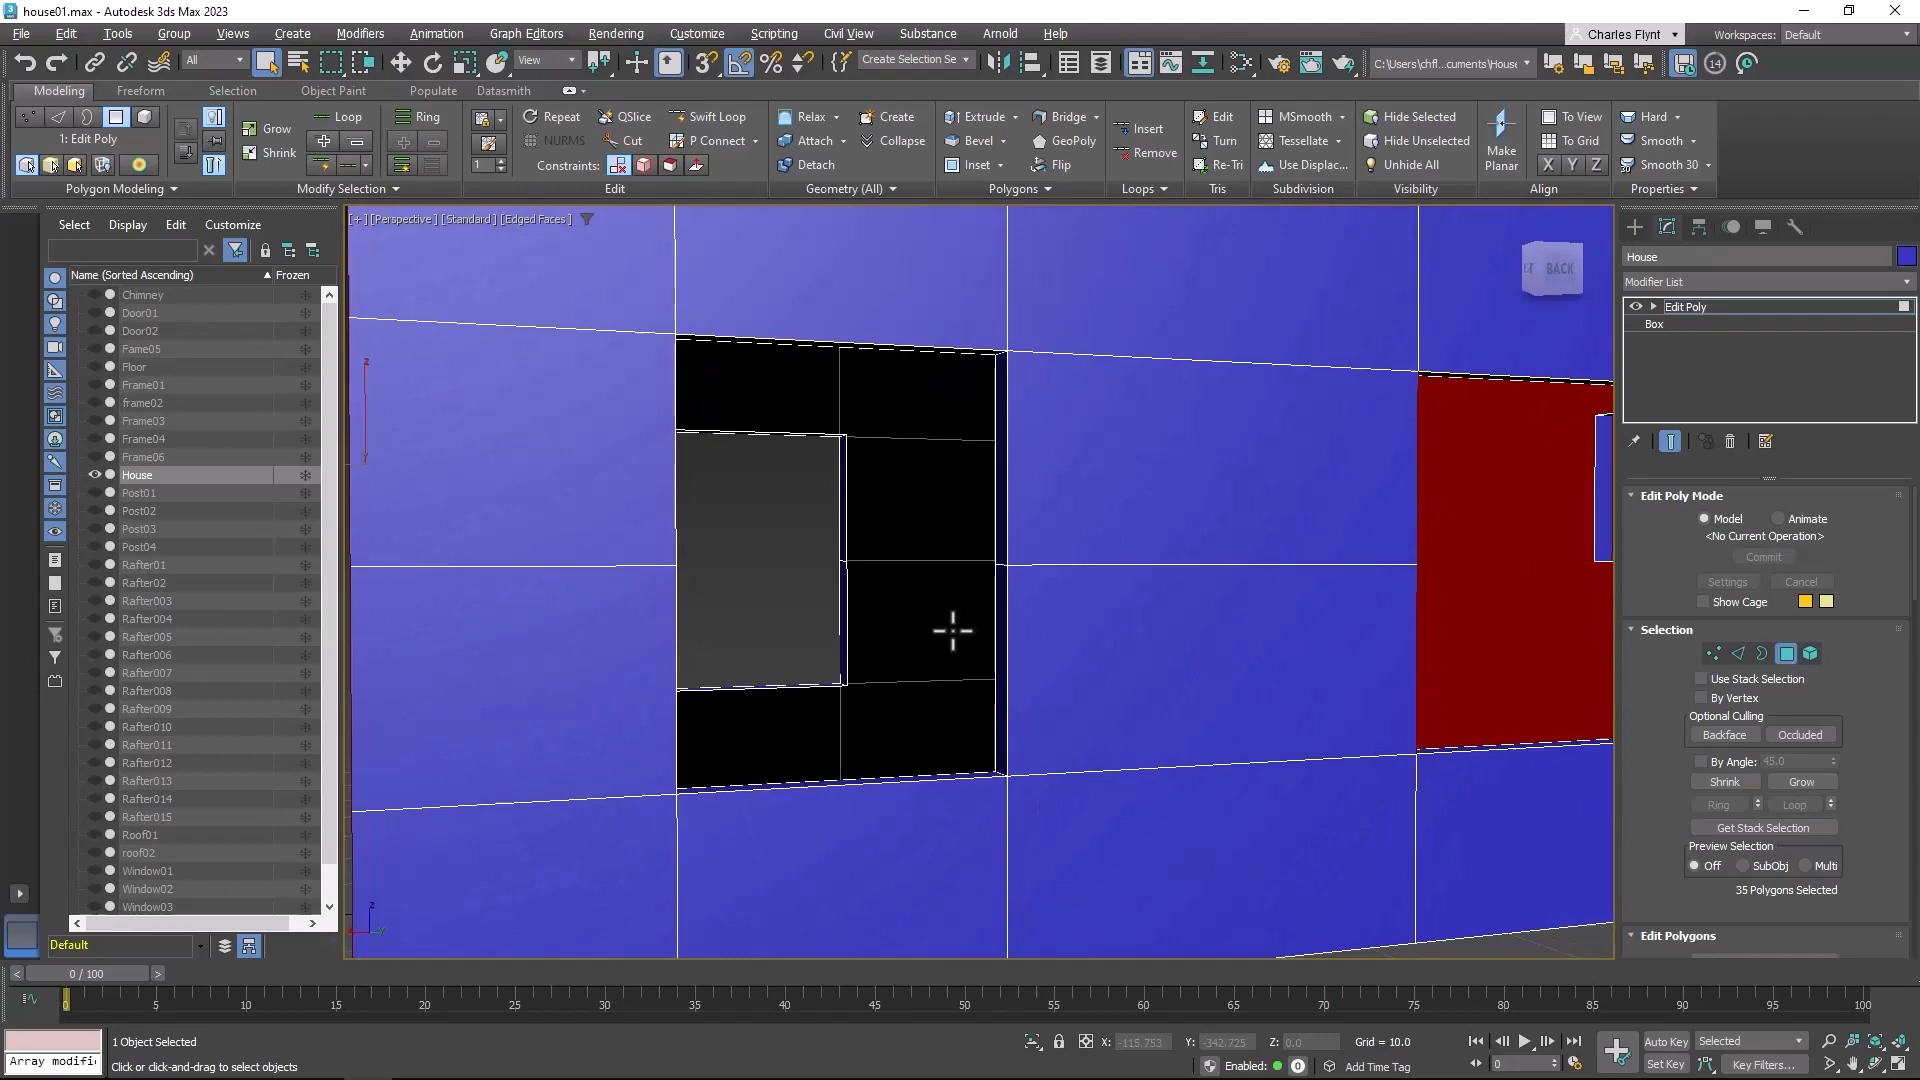 house01.max - Autodesk 3ds Max 2023
File Edit Tools Group Views Create Modifiers Animation Graph Editors Rendering Customize Scripting Civil View Substance Arnold Help
Charles Flynt
Workspaces: Default
All View Create Selection Se C:\Users\chfl...cuments\House 14
Modeling Freeform Selection Object Paint Populate Datasmith
1: Edit Poly
Grow Loop Ring Repeat QSlice Swift Loop Relax Create Extrude Bridge Insert Edit MSmooth Hide Selected To View Hard
Shrink NURMS Cut P Connect Attach Collapse Bevel GeoPoly Remove Turn Tessellate Hide Unselected Make Planar To Grid Smooth
1 Constraints: Detach Inset Flip Re-Tri Use Displac... Unhide All X Y Z Smooth 30
Polygon Modeling Modify Selection Edit Geometry (All) Polygons Loops Tris Subdivision Visibility Align Properties
Select Display Edit Customize
Name (Sorted Ascending) Frozen
Chimney
Door01
Door02
Fame05
Floor
Frame01
frame02
Frame03
Frame04
Frame06
House
Post01
Post02
Post03
Post04
Rafter01
Rafter02
Rafter003
Rafter004
Rafter005
Rafter006
Rafter007
Rafter008
Rafter009
Rafter010
Rafter011
Rafter012
Rafter013
Rafter014
Rafter015
Roof01
roof02
Window01
Window02
Window03
Default
[+] [Perspective] [Standard] [Edged Faces]
BACK
z
z
House
Modifier List
Edit Poly
Box
Edit Poly Mode
Model Animate
<No Current Operation>
Commit
Settings Cancel
Show Cage
Selection
Use Stack Selection
By Vertex
Optional Culling
Backface Occluded
By Angle: 45.0
Shrink Grow
Ring Loop
Get Stack Selection
Preview Selection
Off SubObj Multi
35 Polygons Selected
Edit Polygons
< 0 / 100 >
0 5 10 15 20 25 30 35 40 45 50 55 60 65 70 75 80 85 90 95 100
1 Object Selected
X: -115.753 Y: -342.725 Z: 0.0 Grid = 10.0
Auto Key Selected
Array modifi
Click or click-and-drag to select objects
Enabled: 0 Add Time Tag
0
Set Key Key Filters...